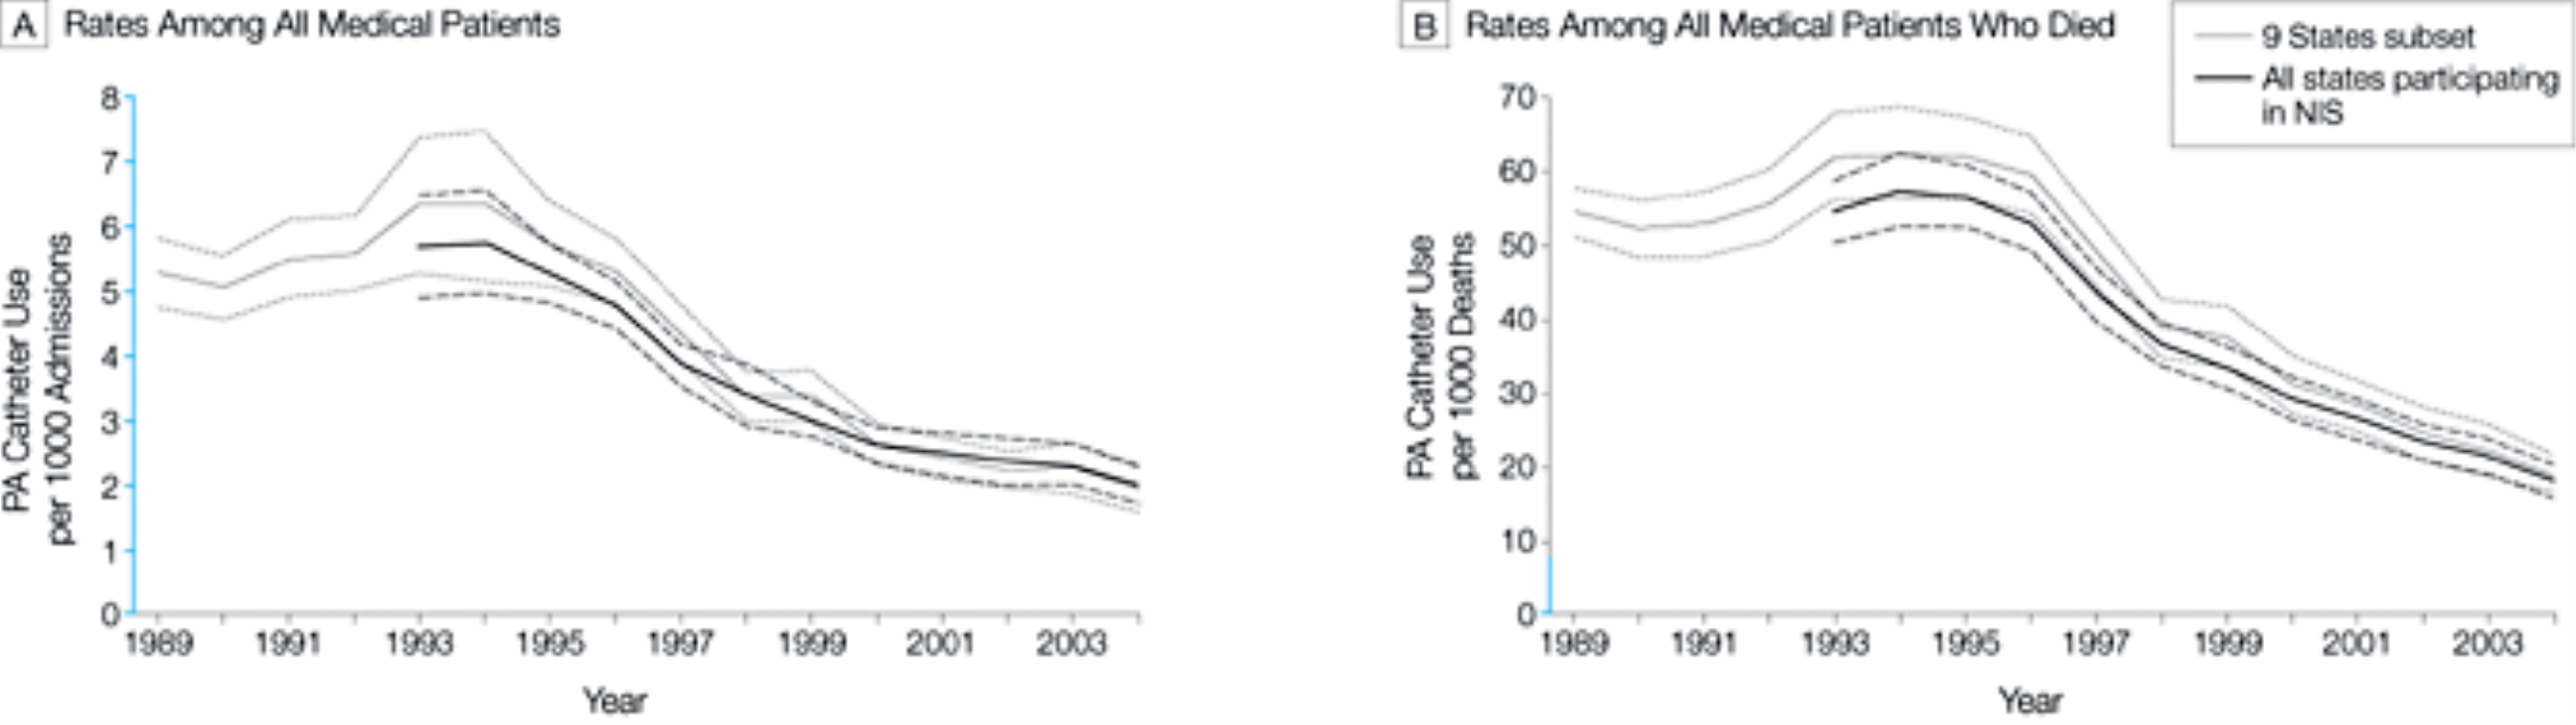 A Rates Among All Medical Patients
PA Catheter Use
per 1000 Admissions
8
7
6
5
4
3
2
1
0
1989 1991 1993 1995 1997 1999 2001 2003
Year
B Rates Among All Medical Patients Who Died
9 States subset
All states participating
in NIS
PA Catheter Use
per 1000 Deaths
70
60
50
40
30
20
10
0
1989 1991 1993 1995 1997 1999 2001 2003
Year